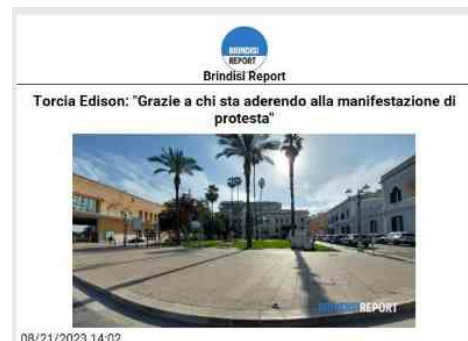 BRINDISI
REPORT
Brindisi Report
Torcia Edison: "Grazie a chi sta aderendo alla manifestazione di
protesta"
BRINDISI REPORT
08/21/2023 14:02